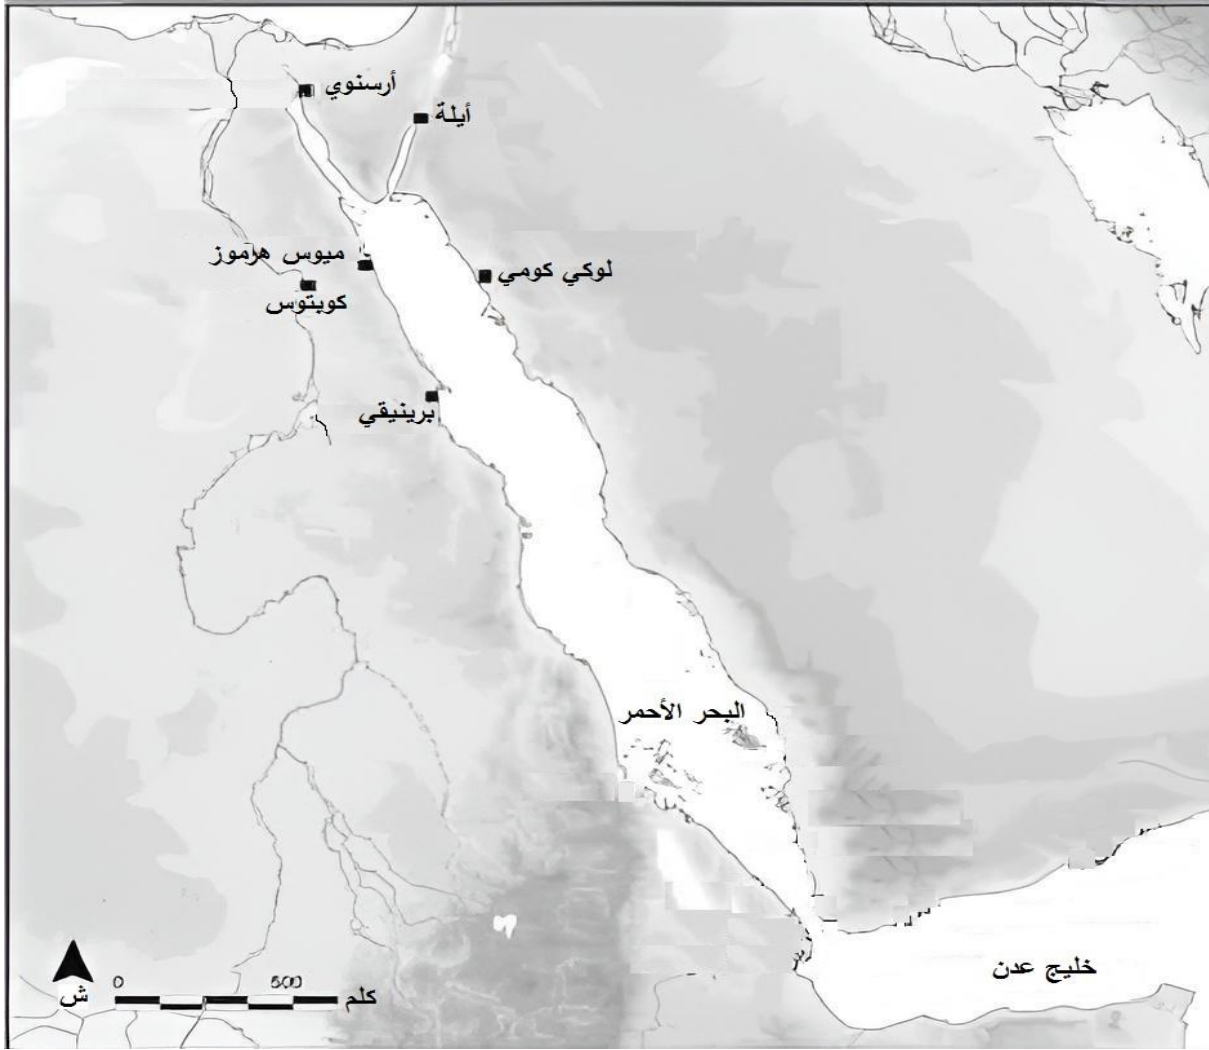 أرسنوي
أيلة
ميوس هرموز
لوكي كومي
كوبتوس
برينيقي
البحر الأحمر
خليج عدن
0 500
كلم
ش